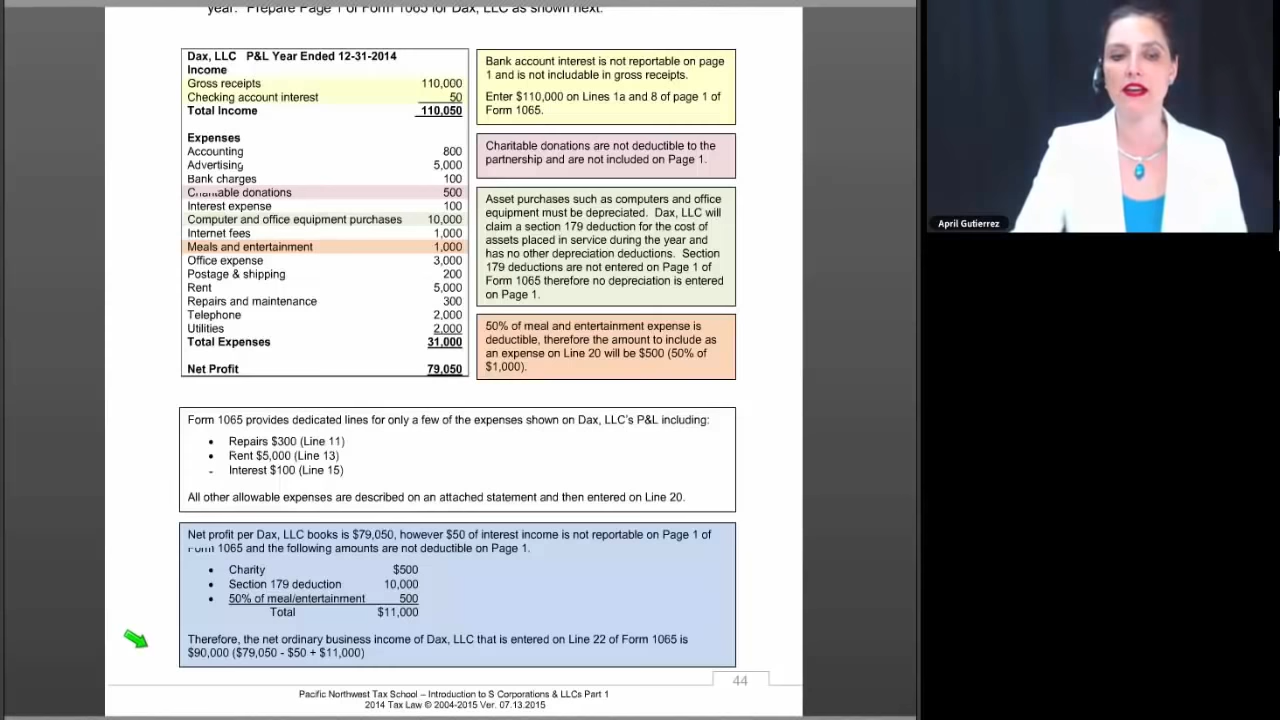 year. Prepare Page 1 of Form 1065 for Dax, LLC as shown next.
Dax, LLC P&L Year Ended 12-31-2014
Income
Gross receipts 110,000
Checking account interest 50
Total Income 110,050
Expenses
Accounting 800
Advertising 5,000
Bank charges 100
Charitable donations 500
Interest expense 100
Computer and office equipment purchases 10,000
Internet fees 1,000
Meals and entertainment 1,000
Office expense 3,000
Postage & shipping 200
Rent 5,000
Repairs and maintenance 300
Telephone 2,000
Utilities 2,000
Total Expenses 31,000
Net Profit 79,050
Bank account interest is not reportable on page
1 and is not includable in gross receipts.
Enter $110,000 on Lines 1a and 8 of page 1 of
Form 1065.
Charitable donations are not deductible to the
partnership and are not included on Page 1.
Asset purchases such as computers and office
equipment must be depreciated. Dax, LLC will
claim a section 179 deduction for the cost of
assets placed in service during the year and
has no other depreciation deductions. Section
179 deductions are not entered on Page 1 of
Form 1065 therefore no depreciation is entered
on Page 1.
50% of meal and entertainment expense is
deductible, therefore the amount to include as
an expense on Line 20 will be $500 (50% of
$1,000).
Form 1065 provides dedicated lines for only a few of the expenses shown on Dax, LLC's P&L including:
• Repairs $300 (Line 11)
• Rent $5,000 (Line 13)
- Interest $100 (Line 15)
All other allowable expenses are described on an attached statement and then entered on Line 20.
Net profit per Dax, LLC books is $79,050, however $50 of interest income is not reportable on Page 1 of
Form 1065 and the following amounts are not deductible on Page 1.
• Charity $500
• Section 179 deduction 10,000
• 50% of meal/entertainment 500
Total $11,000
Therefore, the net ordinary business income of Dax, LLC that is entered on Line 22 of Form 1065 is
$90,000 ($79,050 - $50 + $11,000)
44
Pacific Northwest Tax School – Introduction to S Corporations & LLCs Part 1
2014 Tax Law © 2004-2015 Ver. 07.13.2015
April Gutierrez